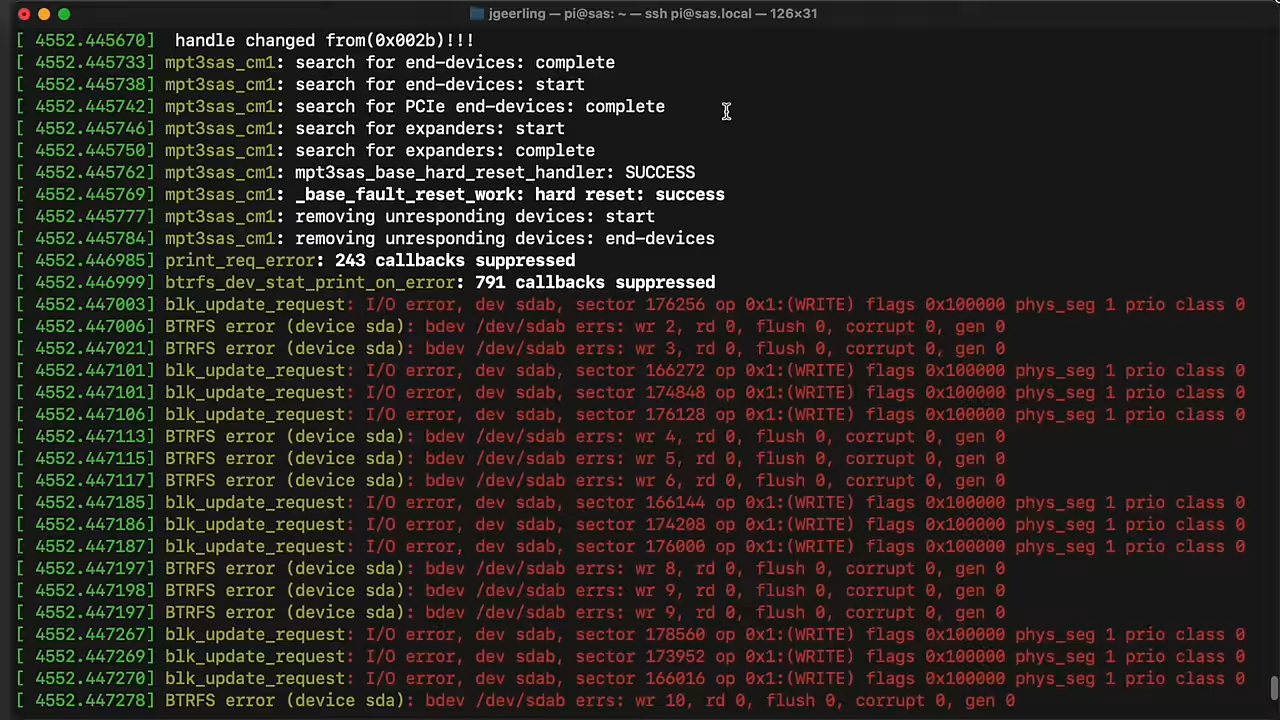 jgeerling — pi@sas: ~ — ssh pi@sas.local — 126×31
[ 4552.445670]  handle changed from(0x002b)!!!
[ 4552.445733] mpt3sas_cm1: search for end-devices: complete
[ 4552.445738] mpt3sas_cm1: search for end-devices: start
[ 4552.445742] mpt3sas_cm1: search for PCIe end-devices: complete
[ 4552.445746] mpt3sas_cm1: search for expanders: start
[ 4552.445750] mpt3sas_cm1: search for expanders: complete
[ 4552.445762] mpt3sas_cm1: mpt3sas_base_hard_reset_handler: SUCCESS
[ 4552.445769] mpt3sas_cm1: _base_fault_reset_work: hard reset: success
[ 4552.445777] mpt3sas_cm1: removing unresponding devices: start
[ 4552.445784] mpt3sas_cm1: removing unresponding devices: end-devices
[ 4552.446985] print_req_error: 243 callbacks suppressed
[ 4552.446999] btrfs_dev_stat_print_on_error: 791 callbacks suppressed
[ 4552.447003] blk_update_request: I/O error, dev sdab, sector 176256 op 0x1:(WRITE) flags 0x100000 phys_seg 1 prio class 0
[ 4552.447006] BTRFS error (device sda): bdev /dev/sdab errs: wr 2, rd 0, flush 0, corrupt 0, gen 0
[ 4552.447021] BTRFS error (device sda): bdev /dev/sdab errs: wr 3, rd 0, flush 0, corrupt 0, gen 0
[ 4552.447101] blk_update_request: I/O error, dev sdab, sector 166272 op 0x1:(WRITE) flags 0x100000 phys_seg 1 prio class 0
[ 4552.447101] blk_update_request: I/O error, dev sdab, sector 174848 op 0x1:(WRITE) flags 0x100000 phys_seg 1 prio class 0
[ 4552.447106] blk_update_request: I/O error, dev sdab, sector 176128 op 0x1:(WRITE) flags 0x100000 phys_seg 1 prio class 0
[ 4552.447113] BTRFS error (device sda): bdev /dev/sdab errs: wr 4, rd 0, flush 0, corrupt 0, gen 0
[ 4552.447115] BTRFS error (device sda): bdev /dev/sdab errs: wr 5, rd 0, flush 0, corrupt 0, gen 0
[ 4552.447117] BTRFS error (device sda): bdev /dev/sdab errs: wr 6, rd 0, flush 0, corrupt 0, gen 0
[ 4552.447185] blk_update_request: I/O error, dev sdab, sector 166144 op 0x1:(WRITE) flags 0x100000 phys_seg 1 prio class 0
[ 4552.447186] blk_update_request: I/O error, dev sdab, sector 174208 op 0x1:(WRITE) flags 0x100000 phys_seg 1 prio class 0
[ 4552.447187] blk_update_request: I/O error, dev sdab, sector 176000 op 0x1:(WRITE) flags 0x100000 phys_seg 1 prio class 0
[ 4552.447197] BTRFS error (device sda): bdev /dev/sdab errs: wr 8, rd 0, flush 0, corrupt 0, gen 0
[ 4552.447198] BTRFS error (device sda): bdev /dev/sdab errs: wr 9, rd 0, flush 0, corrupt 0, gen 0
[ 4552.447197] BTRFS error (device sda): bdev /dev/sdab errs: wr 9, rd 0, flush 0, corrupt 0, gen 0
[ 4552.447267] blk_update_request: I/O error, dev sdab, sector 178560 op 0x1:(WRITE) flags 0x100000 phys_seg 1 prio class 0
[ 4552.447269] blk_update_request: I/O error, dev sdab, sector 173952 op 0x1:(WRITE) flags 0x100000 phys_seg 1 prio class 0
[ 4552.447270] blk_update_request: I/O error, dev sdab, sector 166016 op 0x1:(WRITE) flags 0x100000 phys_seg 1 prio class 0
[ 4552.447278] BTRFS error (device sda): bdev /dev/sdab errs: wr 10, rd 0, flush 0, corrupt 0, gen 0